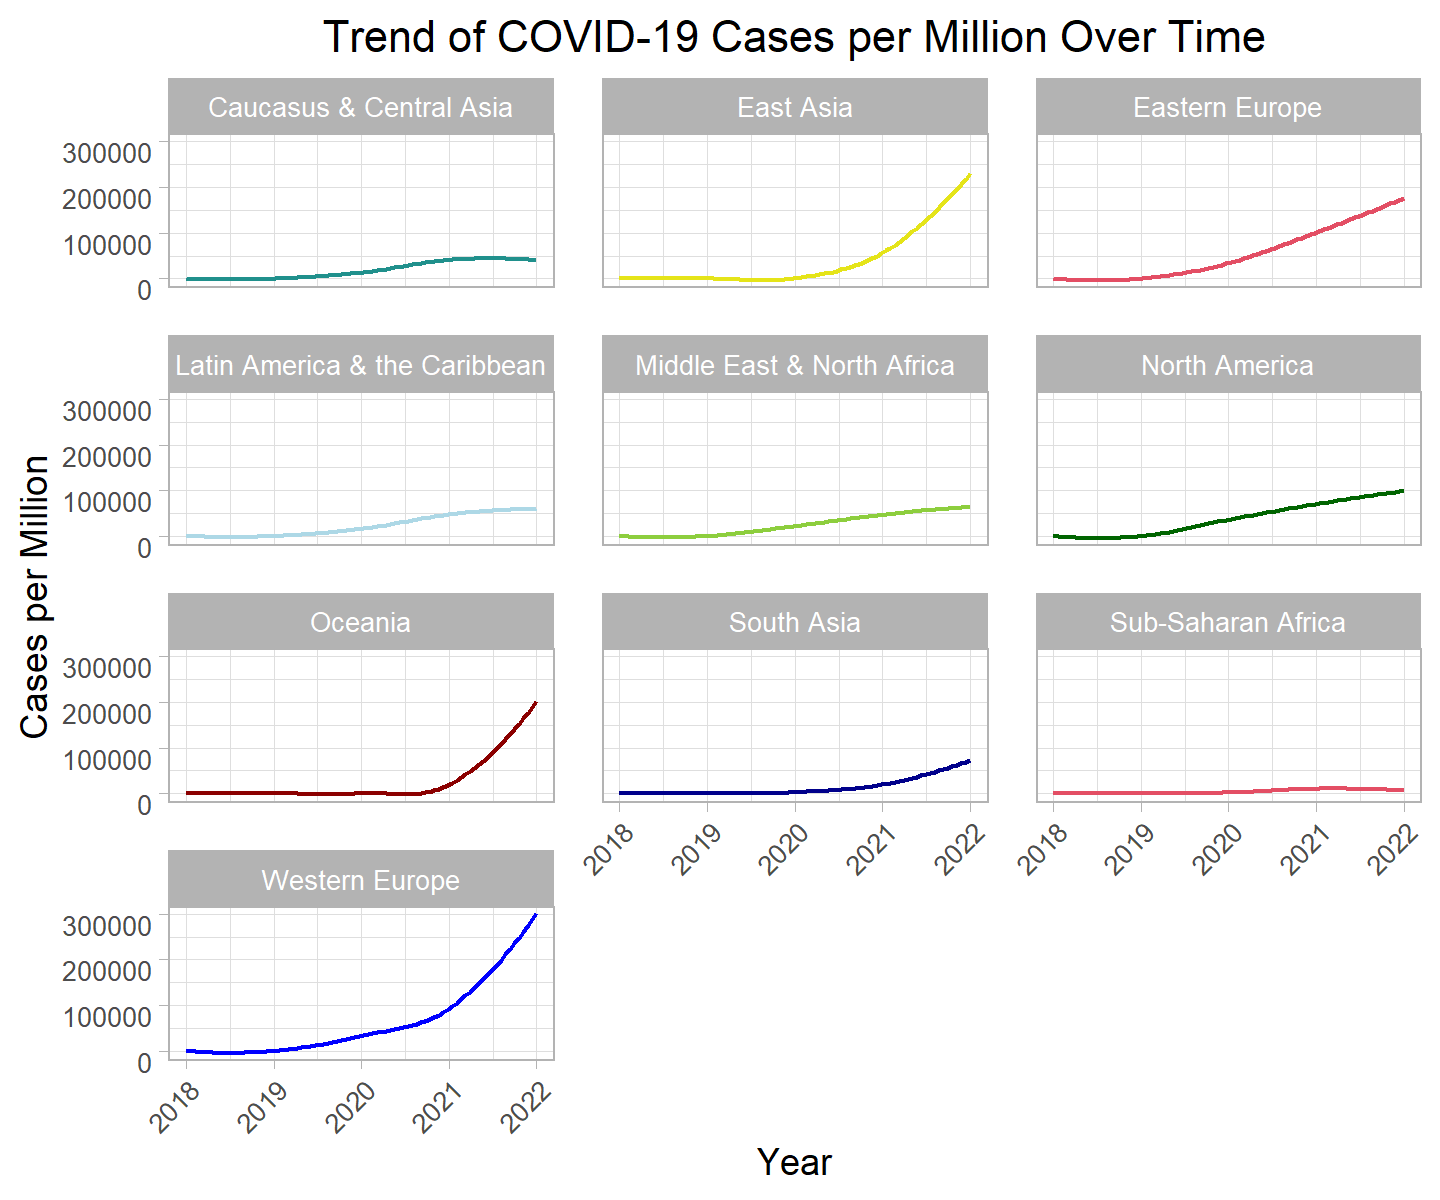 Trend of COVID-19 Cases per Million Over Time
Caucasus & Central Asia
East Asia
Eastern Europe
300000
200000
100000
0
Latin America & the Caribbean
Middle East & North Africa
North America
300000
200000
100000
0
Cases per Million
Oceania
South Asia
Sub-Saharan Africa
300000
200000
100000
0
2018 2019 2020 2021 2022
2018 2019 2020 2021 2022
Western Europe
300000
200000
100000
0
2018 2019 2020 2021 2022
Year